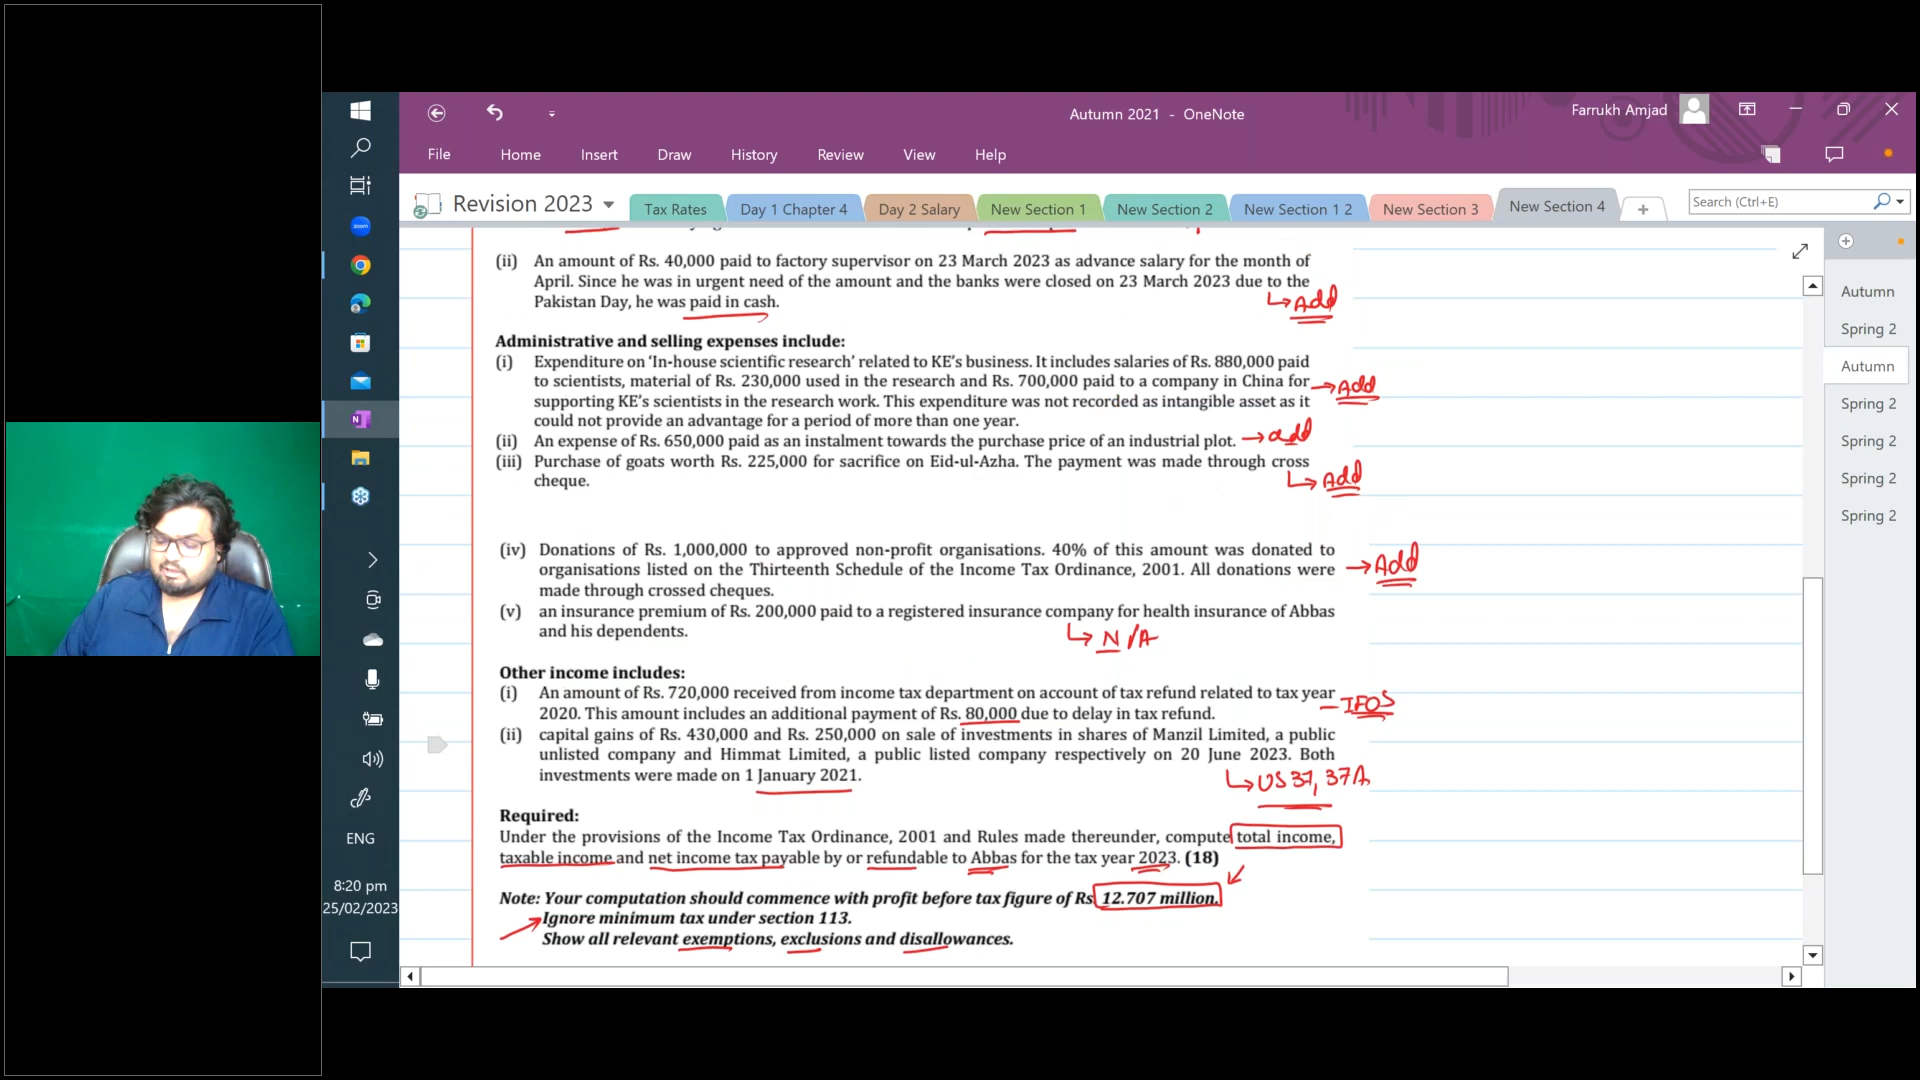 Autumn 2021 - OneNote
Farrukh Amjad
File Home Insert Draw History Review View Help
Revision 2023
Tax Rates Day 1 Chapter 4 Day 2 Salary New Section 1 New Section 2 New Section 1 2 New Section 3 New Section 4
Search (Ctrl+E)
(ii) An amount of Rs. 40,000 paid to factory supervisor on 23 March 2023 as advance salary for the month of
April. Since he was in urgent need of the amount and the banks were closed on 23 March 2023 due to the
Pakistan Day, he was paid in cash.
Add
Administrative and selling expenses include:
(i) Expenditure on 'In-house scientific research' related to KE's business. It includes salaries of Rs. 880,000 paid
to scientists, material of Rs. 230,000 used in the research and Rs. 700,000 paid to a company in China for
Add
supporting KE's scientists in the research work. This expenditure was not recorded as intangible asset as it
could not provide an advantage for a period of more than one year.
(ii) An expense of Rs. 650,000 paid as an instalment towards the purchase price of an industrial plot.
add
(iii) Purchase of goats worth Rs. 225,000 for sacrifice on Eid-ul-Azha. The payment was made through cross
cheque.
Add
(iv) Donations of Rs. 1,000,000 to approved non-profit organisations. 40% of this amount was donated to
organisations listed on the Thirteenth Schedule of the Income Tax Ordinance, 2001. All donations were
Add
made through crossed cheques.
(v) an insurance premium of Rs. 200,000 paid to a registered insurance company for health insurance of Abbas
and his dependents.
N/A
Other income includes:
(i) An amount of Rs. 720,000 received from income tax department on account of tax refund related to tax year
IFOS
2020. This amount includes an additional payment of Rs. 80,000 due to delay in tax refund.
(ii) capital gains of Rs. 430,000 and Rs. 250,000 on sale of investments in shares of Manzil Limited, a public
unlisted company and Himmat Limited, a public listed company respectively on 20 June 2023. Both
investments were made on 1 January 2021.
US 37, 37A
Required:
Under the provisions of the Income Tax Ordinance, 2001 and Rules made thereunder, compute total income,
taxable income and net income tax payable by or refundable to Abbas for the tax year 2023. (18)
Note: Your computation should commence with profit before tax figure of Rs. 12.707 million.
Ignore minimum tax under section 113.
Show all relevant exemptions, exclusions and disallowances.
Autumn
Spring 2
Autumn
Spring 2
Spring 2
Spring 2
Spring 2
zoom
ENG
8:20 pm
25/02/2023